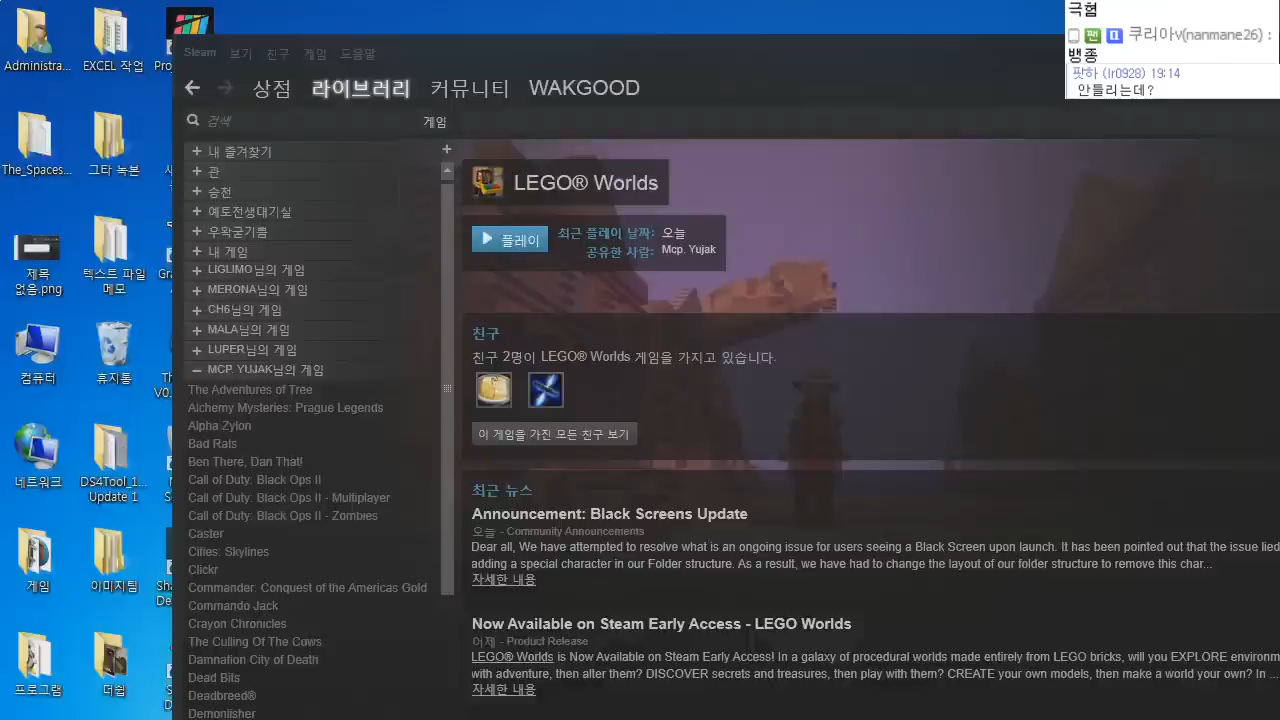 Administra...
EXCEL 작업
The_Spaces...
그타 녹본
제목
없음.png
텍스트 파일
메모
컴퓨터
휴지통
네트워크
DS4Tool_1...
Update 1
게임
이미지팀
프로그램
더쉽
Steam 보기 친구 게임 도움말
상점 라이브러리 커뮤니티 WAKGOOD
검색 게임
+ 내 즐겨찾기 +
+ 관
+ 승천
+ 예토전생대기실
+ 우왁굳기쁨
+ 내 게임
+ LIGLIMO님의 게임
+ MERONA님의 게임
+ CH6님의 게임
+ MALA님의 게임
+ LUPER님의 게임
− MCP. YUJAK님의 게임
The Adventures of Tree
Alchemy Mysteries: Prague Legends
Alpha Zylon
Bad Rats
Ben There, Dan That!
Call of Duty: Black Ops II
Call of Duty: Black Ops II - Multiplayer
Call of Duty: Black Ops II - Zombies
Caster
Cities: Skylines
Clickr
Commander: Conquest of the Americas Gold
Commando Jack
Crayon Chronicles
The Culling Of The Cows
Damnation City of Death
Dead Bits
Deadbreed®
Demonlisher
LEGO® Worlds
플레이
최근 플레이 날짜: 오늘
공유한 사람: Mcp. Yujak
친구
친구 2명이 LEGO® Worlds 게임을 가지고 있습니다.
이 게임을 가진 모든 친구 보기
최근 뉴스
Announcement: Black Screens Update
오늘 - Community Announcements
Dear all, We have attempted to resolve what is an ongoing issue for users seeing a Black Screen upon launch. It has been pointed out that the issue lied
adding a special character in our Folder structure. As a result, we have had to change the layout of our folder structure to remove this char...
자세한 내용
Now Available on Steam Early Access - LEGO Worlds
어제 - Product Release
LEGO® Worlds is Now Available on Steam Early Access! In a galaxy of procedural worlds made entirely from LEGO bricks, will you EXPLORE environm
with adventure, then alter them? DISCOVER secrets and treasures, then play with them? CREATE your own models, then make a world your own? In ...
자세한 내용
극혐
팬 쿠리아v(nanmane26) :
뱅종
팟하 (lr0928) 19:14
안들리는데?